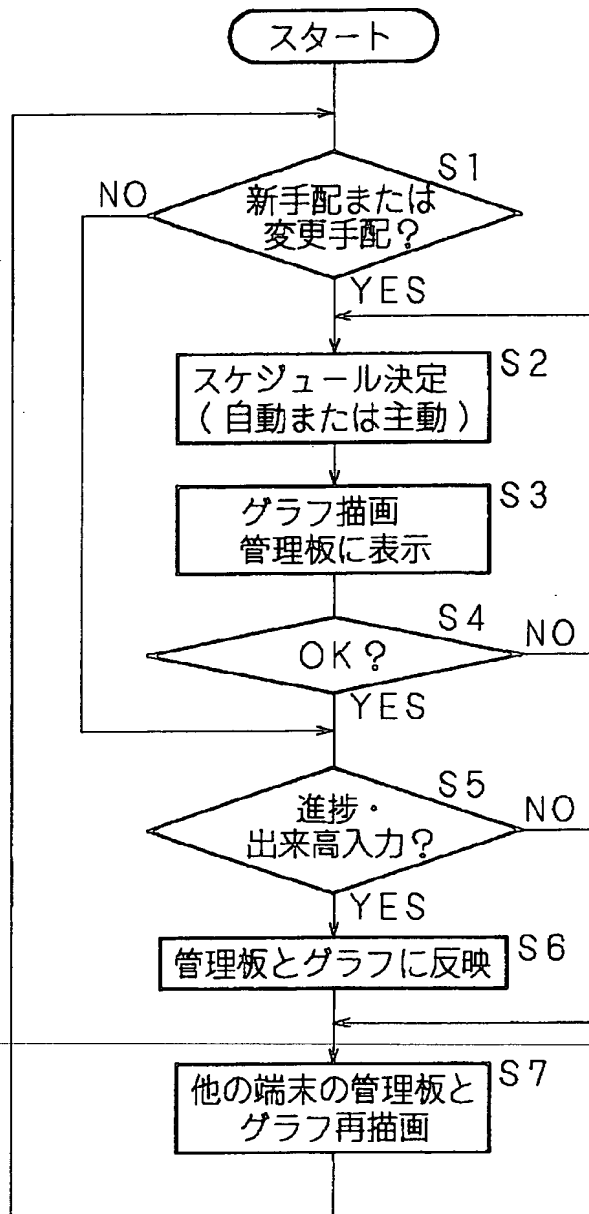 スタート
S1
NO
新手配または
変更手配？
YES
S2
スケジュール決定
（自動または主動）
S3
グラフ描画
管理板に表示
S4
OK？
NO
YES
S5
進捗・
出来高入力？
NO
YES
S6
管理板とグラフに反映
S7
他の端末の管理板と
グラフ再描画